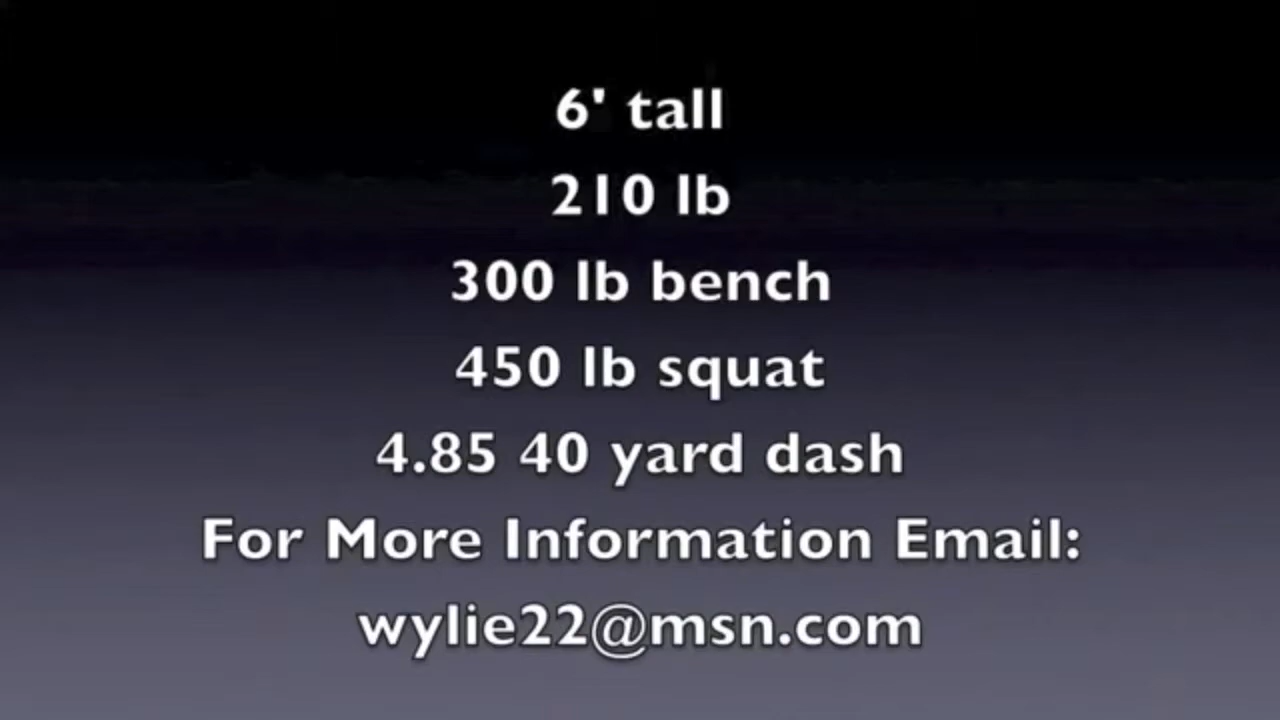 6' tall
210 lb
300 lb bench
450 lb squat
4.85 40 yard dash
For More Information Email:
wylie22@msn.com